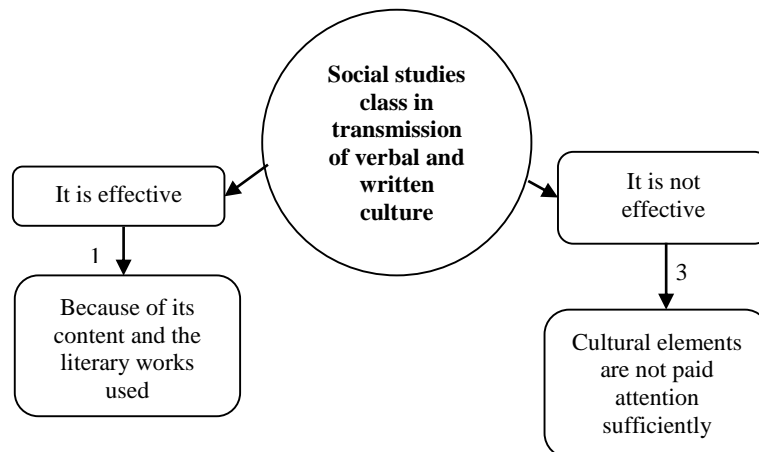 Social studies
class in
transmission
of verbal and
written
culture
It is effective
It is not
effective
1
3
Because of its
content and the
literary works
used
Cultural elements
are not paid
attention
sufficiently